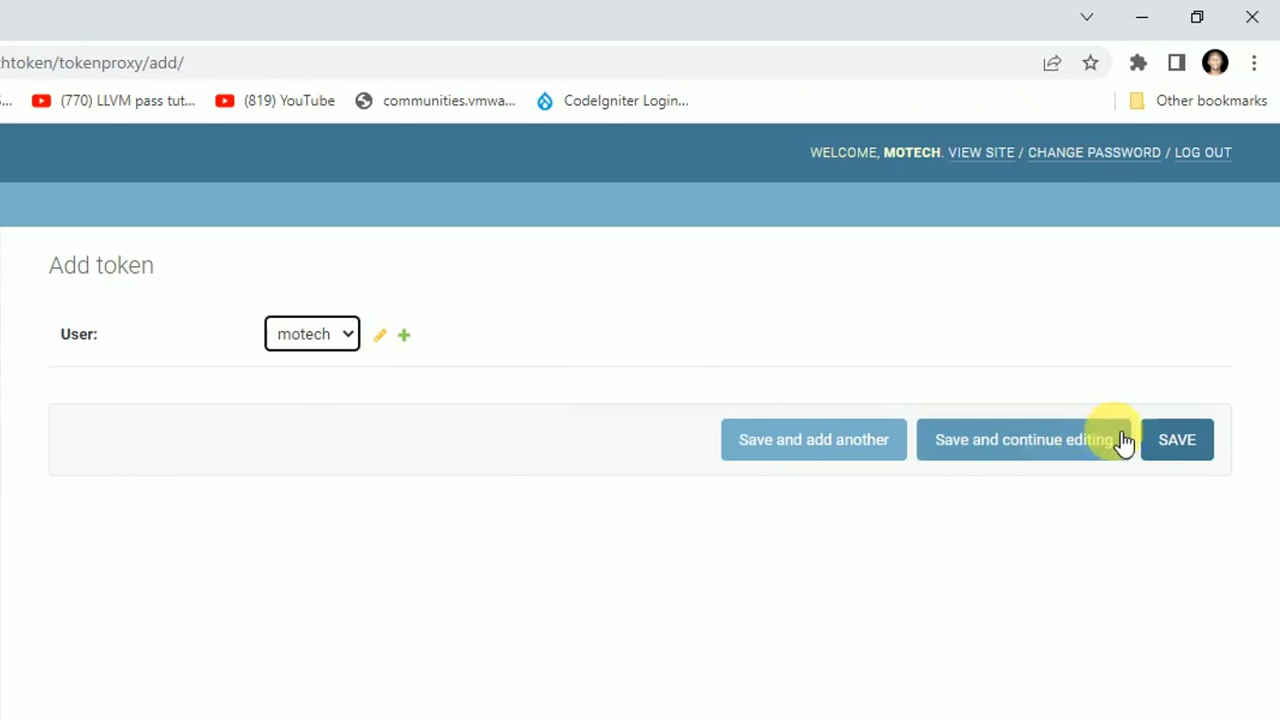 htoken/tokenproxy/add/
... (770) LLVM pass tut... (819) YouTube communities.vmwa... CodeIgniter Login... Other bookmarks
WELCOME, MOTECH. VIEW SITE / CHANGE PASSWORD / LOG OUT
Add token
User: motech
Save and add another Save and continue editing SAVE